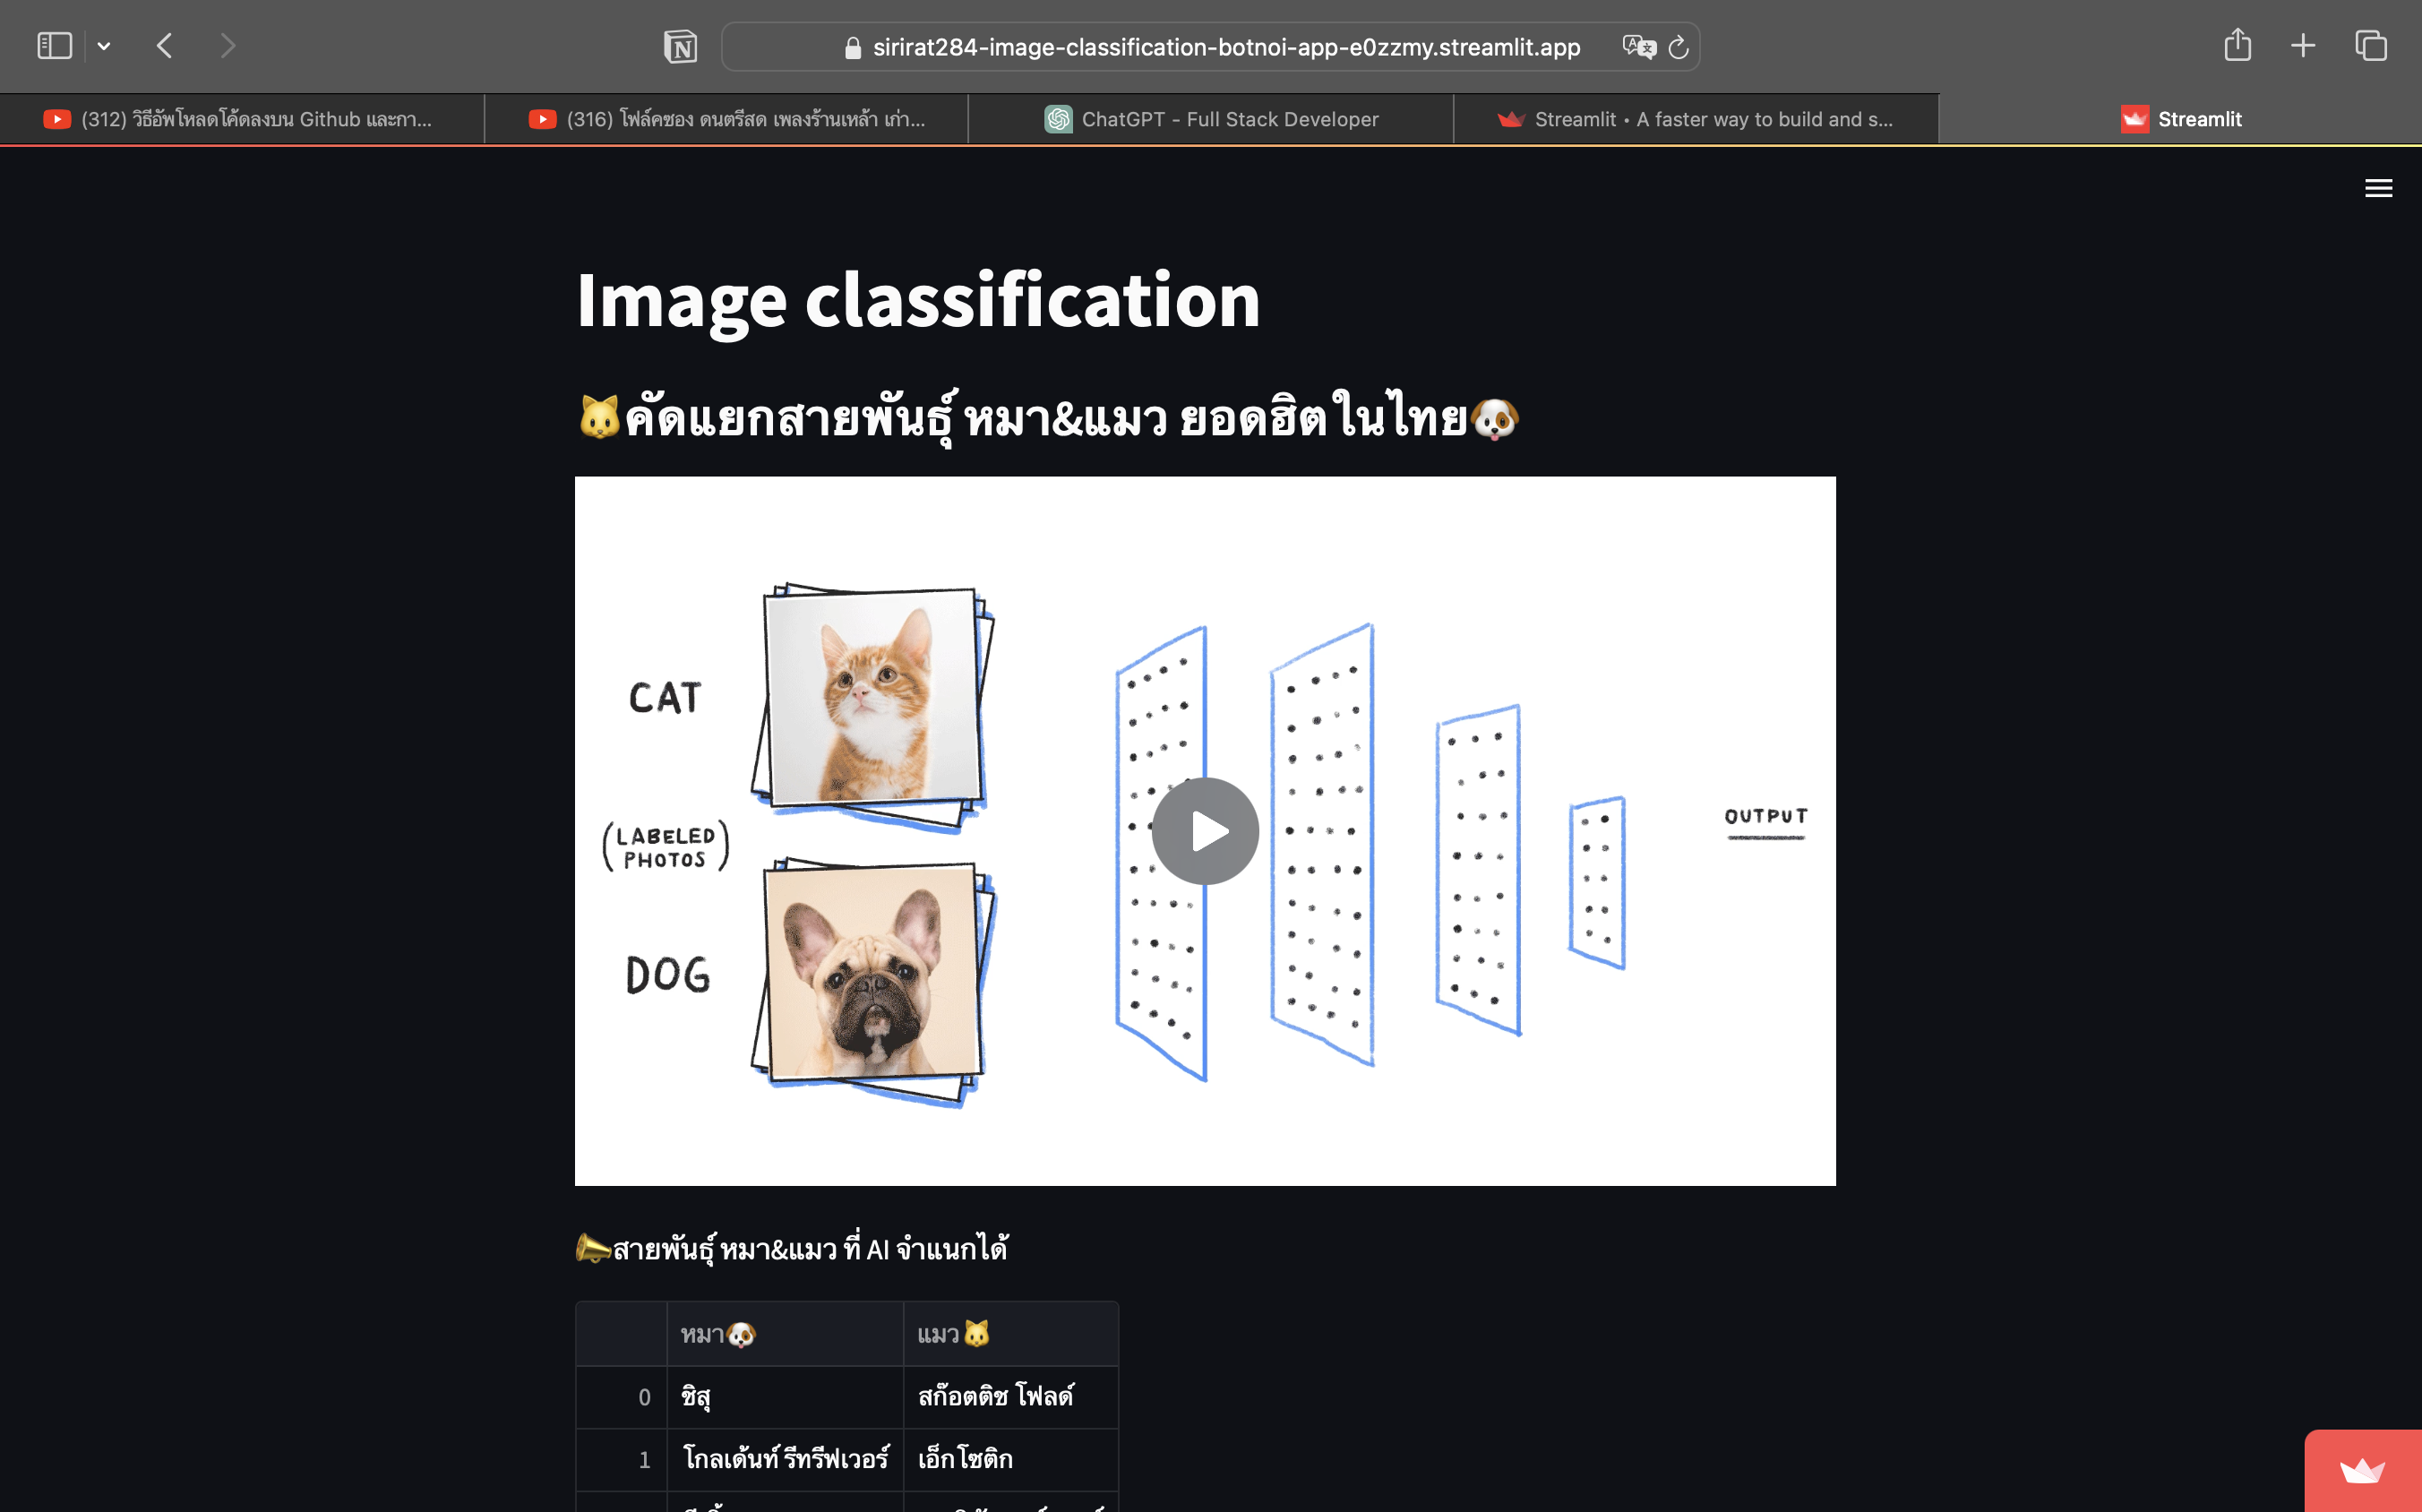 sirirat284-image-classification-botnoi-app-e0zzmy.streamlit.app
(312) วิธีอัพโหลดโค้ดลงบน Github และกา...
(316) โฟล์คซอง ดนตรีสด เพลงร้านเหล้า เก่า...
ChatGPT - Full Stack Developer
Streamlit • A faster way to build and s...
Streamlit
Image classification
🐱คัดแยกสายพันธุ์ หมา&แมว ยอดฮิตในไทย🐶
CAT
(LABELED PHOTOS)
DOG
OUTPUT
📣สายพันธุ์ หมา&แมว ที่ AI จำแนกได้
หมา🐶 แมว🐱
0 ชิสุ สก๊อตติช โฟลด์
1 โกลเด้นท์ รีทรีฟเวอร์ เอ็กโซติก